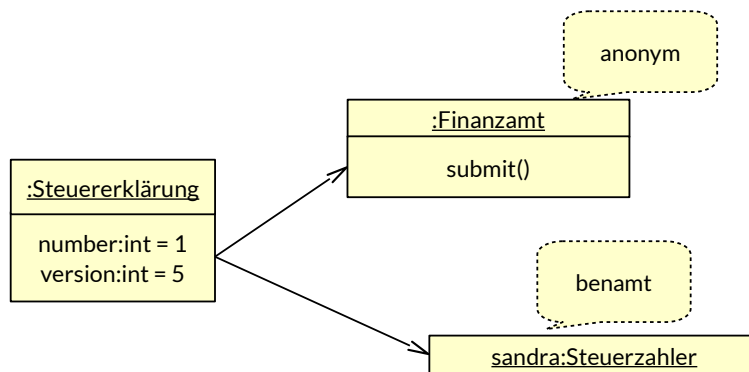 anonym
:Finanzamt
submit()
:Steuererklärung
number:int = 1
version:int = 5
benamt
sandra:Steuerzahler